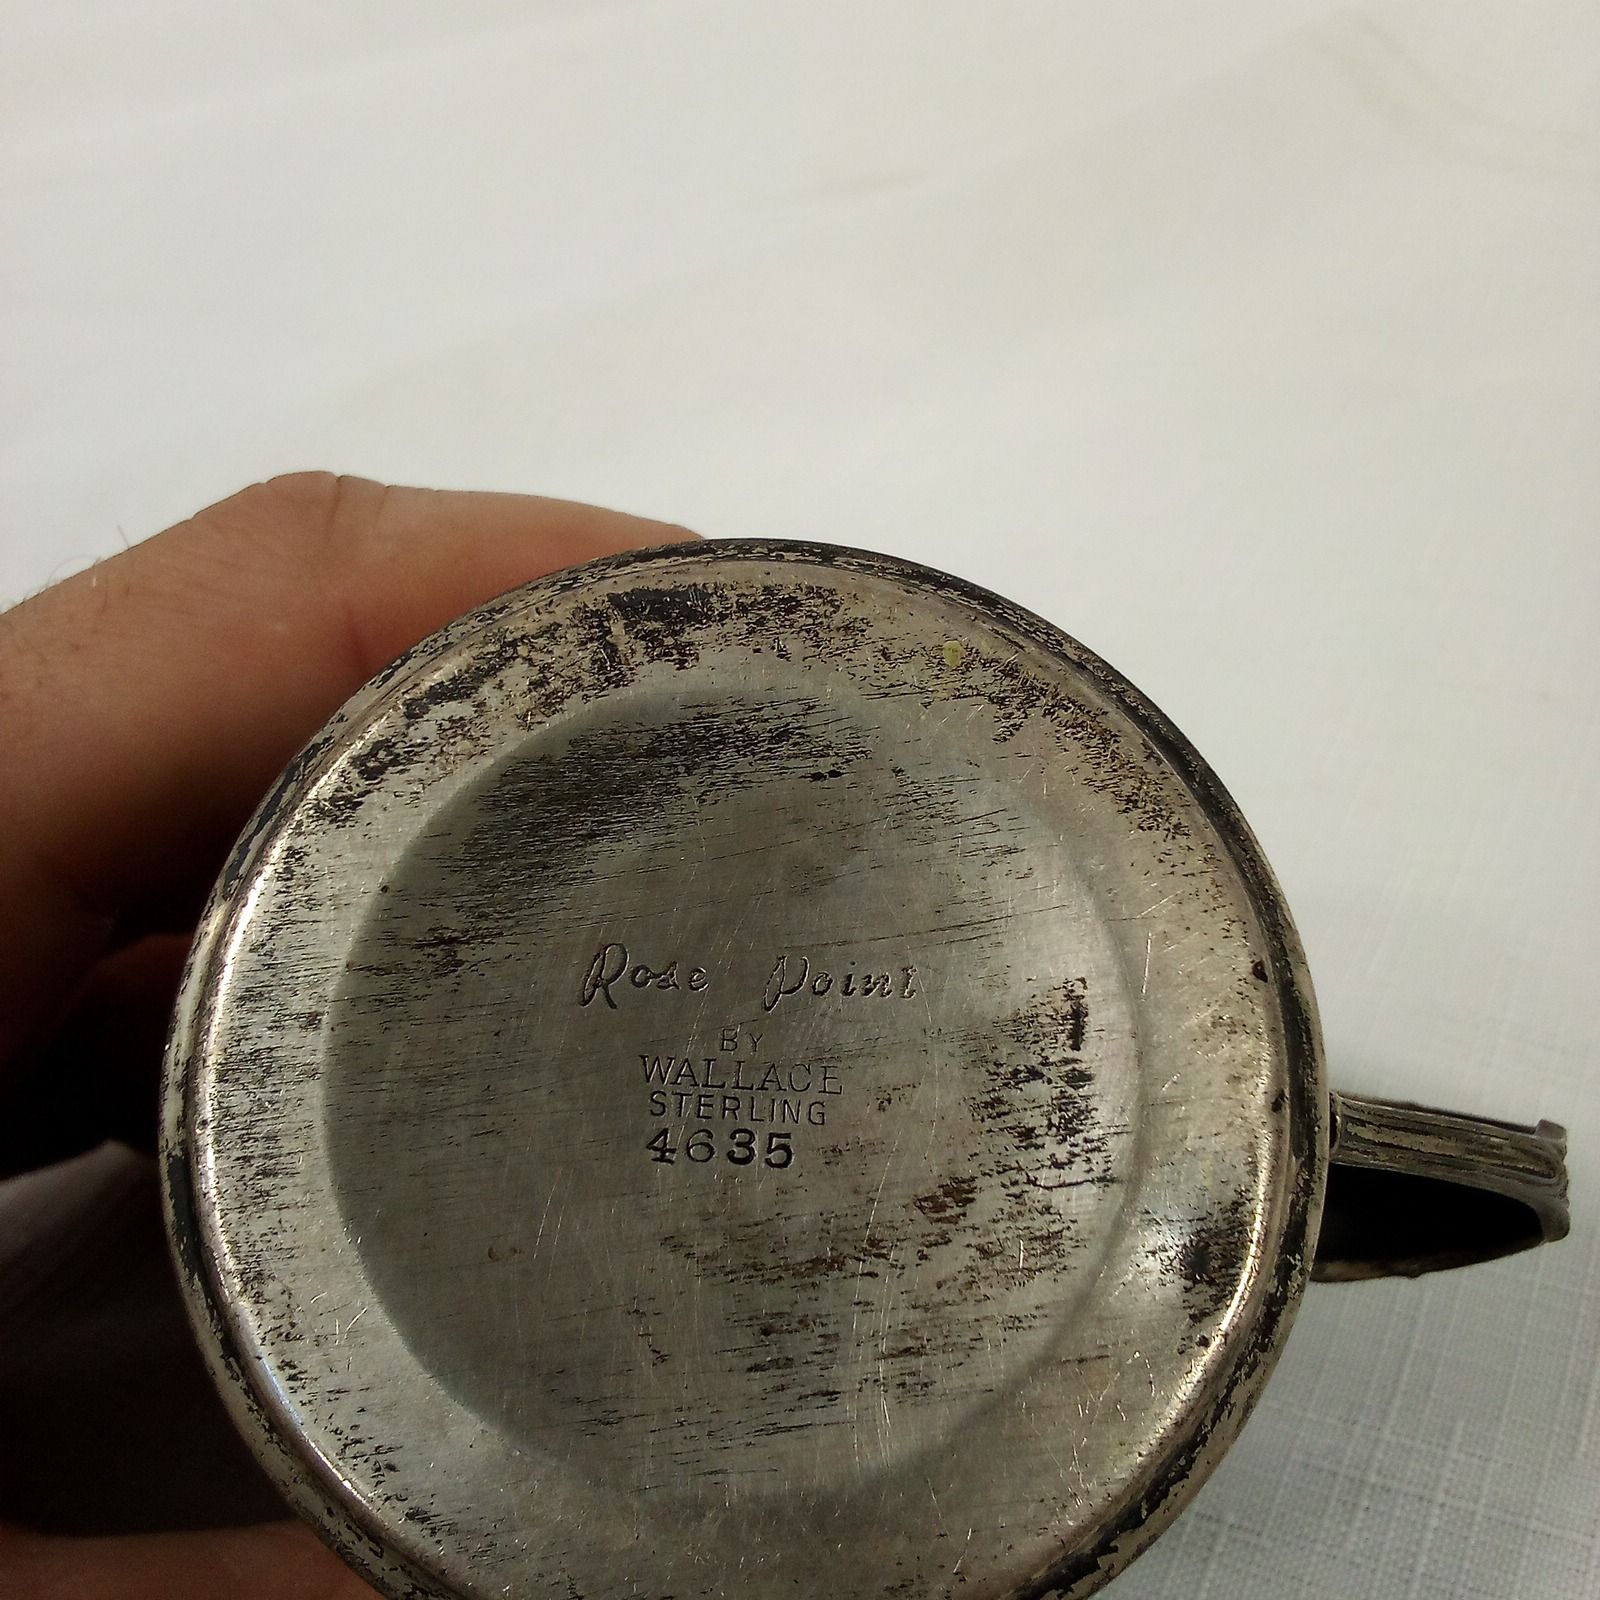 Rose Point
BY
WALLACE
STERLING
4635